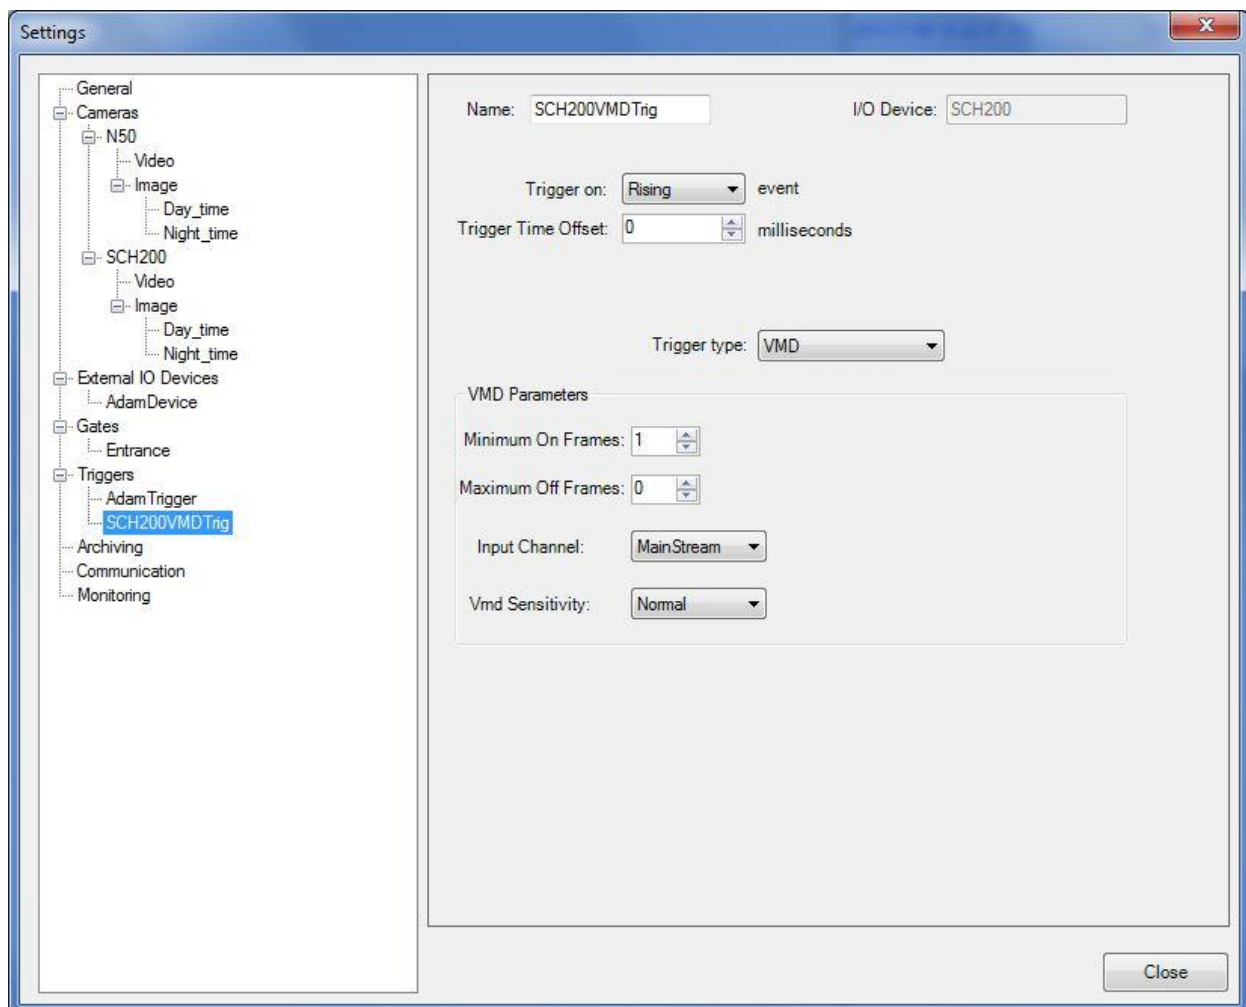 Settings
X
General
Cameras
N50
Video
Image
Day_time
Night_time
SCH200
Video
Image
Day_time
Night_time
External IO Devices
AdamDevice
Gates
Entrance
Triggers
AdamTrigger
SCH200VMDTrig
Archiving
Communication
Monitoring
Name: SCH200VMDTrig I/O Device: SCH200
Trigger on: Rising event
Trigger Time Offset: 0 milliseconds
Trigger type: VMD
VMD Parameters
Minimum On Frames: 1
Maximum Off Frames: 0
Input Channel: MainStream
Vmd Sensitivity: Normal
Close